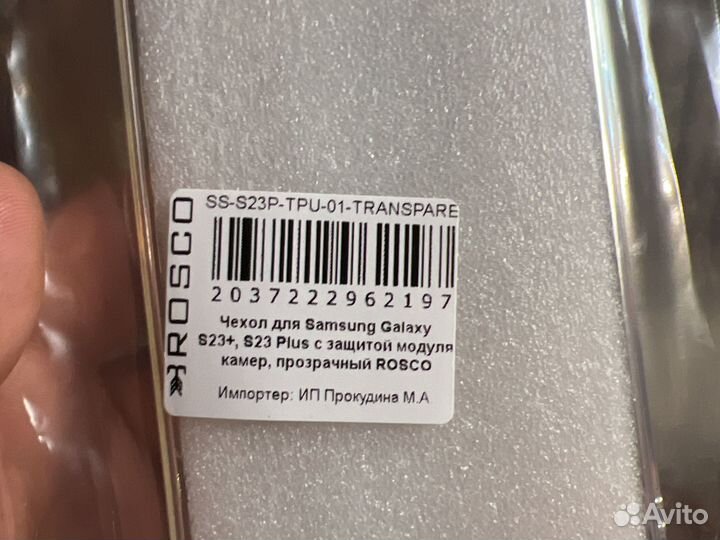 ROSCO
SS-S23P-TPU-01-TRANSPARE
2037222962197
Чехол для Samsung Galaxy
S23+, S23 Plus с защитой модуля
камер, прозрачный ROSCO
Импортер: ИП Прокудина М.А
Avito